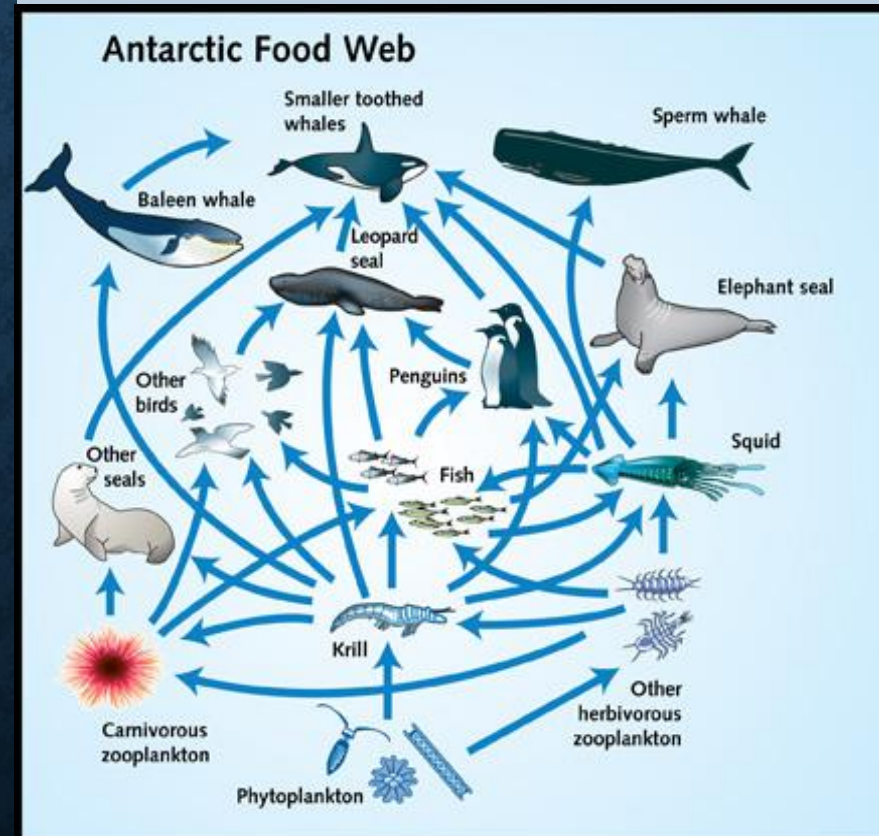 Antarctic Food Web
Smaller toothed
whales
Sperm whale
Baleen whale
Leopard
seal
Elephant seal
Other
birds
Penguins
Other
seals
Fish
Squid
Krill
Carnivorous
zooplankton
Other
herbivorous
zooplankton
Phytoplankton